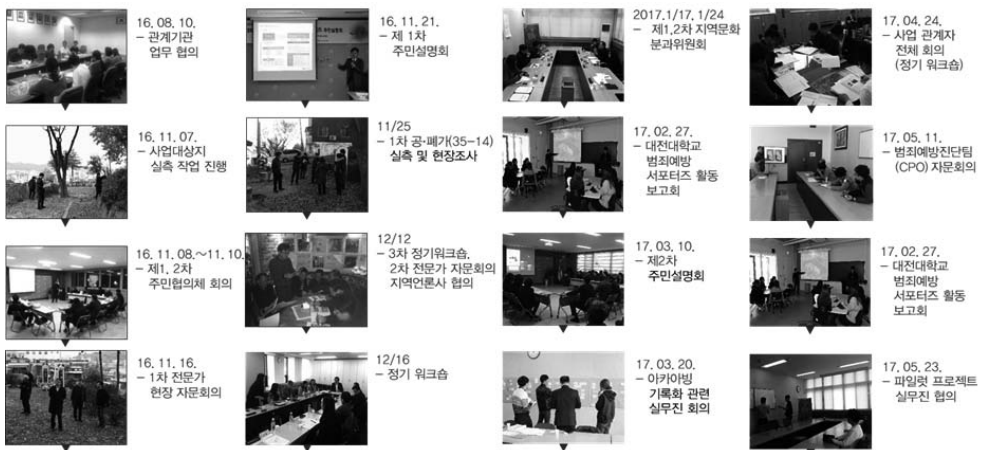 16. 08. 10.
- 관계기관
업무 협의
16. 11. 07.
- 사업대상지
실측 작업 진행
16. 11. 08.~11. 10.
- 제1, 2차
주민협의체 회의
16. 11. 16.
- 1차 전문가
현장 자문회의
16. 11. 21.
- 제 1차
주민설명회
11/25
- 1차 공·폐가(35-14)
실측 및 현장조사
12/12
- 3차 정기워크숍,
2차 전문가 자문회의
지역언론사 협의
12/16
- 정기 워크숍
2017.1/17, 1/24
- 제1,2차 지역문화
분과위원회
17. 02. 27.
- 대전대학교
범죄예방
서포터즈 활동
보고회
17. 03. 10.
- 제2차
주민설명회
17. 03. 20.
- 아카아빙
기록화 관련
실무진 회의
17. 04. 24.
- 사업 관계자
전체 회의
(정기 워크숍)
17. 05. 11.
- 범죄예방진단팀
(CPO) 자문회의
17. 02. 27.
- 대전대학교
범죄예방
서포터즈 활동
보고회
17. 05. 23.
- 파일럿 프로젝트
실무진 협의